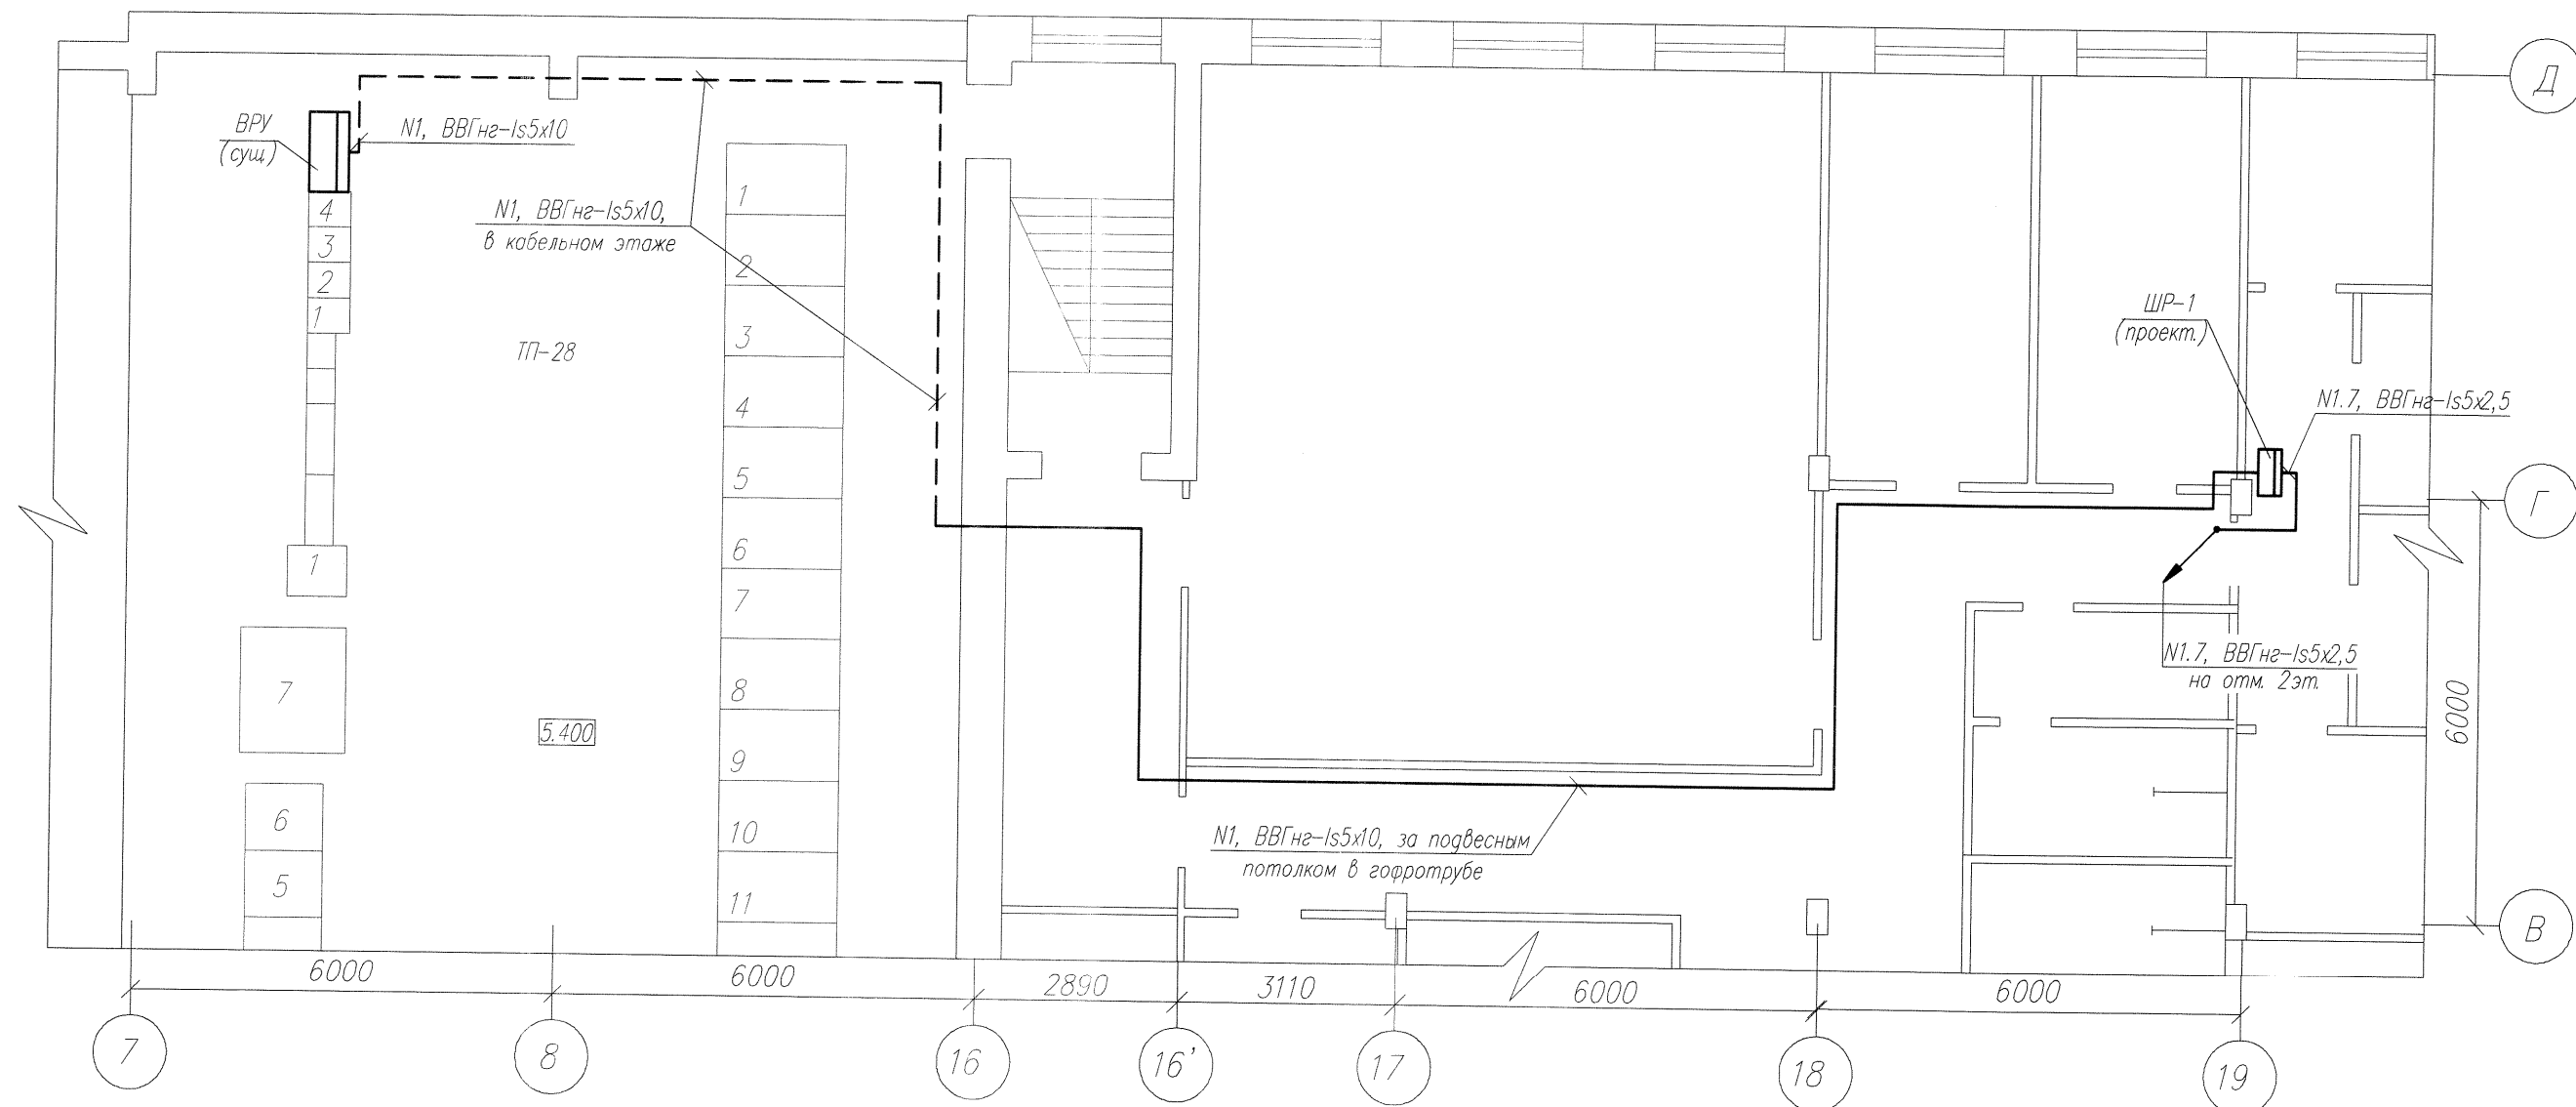 Д
ВРУ
(сущ.)
N1, ВВГнг-ls5x10
N1, ВВГнг-ls5x10,
в кабельном этаже
4
3
2
1
ТП-28
1
7
5.400
6
5
1
2
3
4
5
6
7
8
9
10
11
ШР-1
(проект.)
N1.7, ВВГнг-ls5x2,5
Г
N1.7, ВВГнг-ls5x2,5
на отм. 2эт.
6000
N1, ВВГнг-ls5x10, за подвесным
потолком в гофротрубе
В
6000
6000
2890
3110
6000
6000
7
8
16
16'
17
18
19